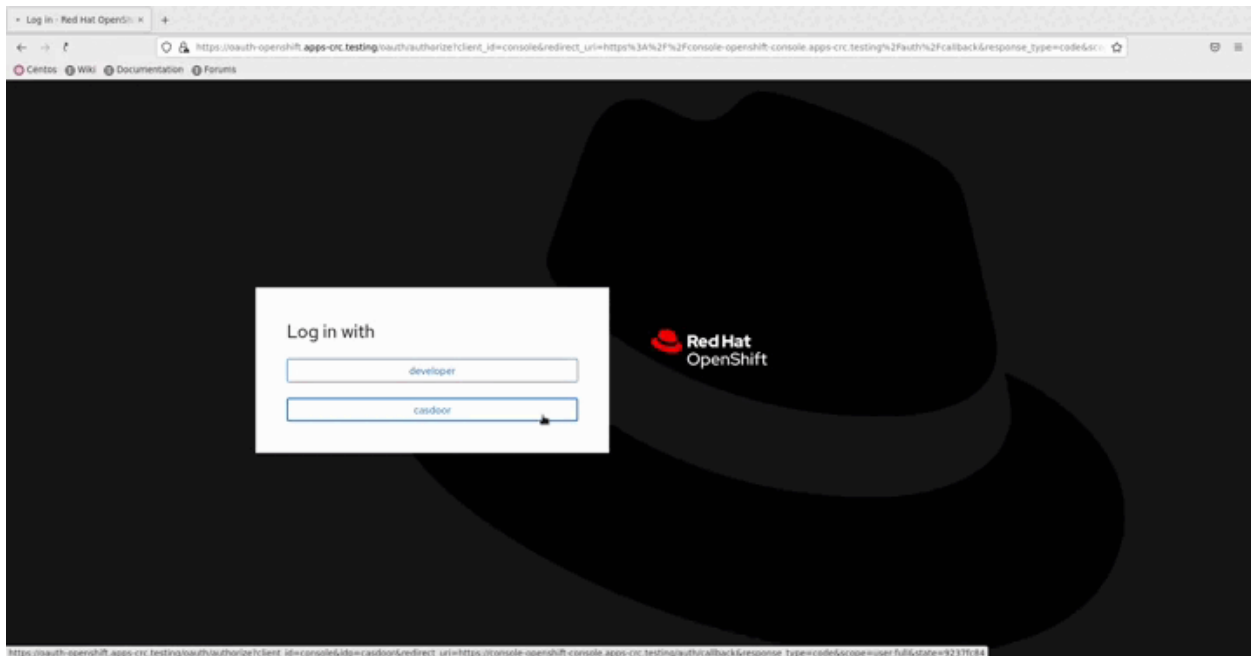 Log in - Red Hat OpenSh
https://oauth-openshift.apps-crc.testing/oauth/authorize?client_id=console&redirect_uri=https%3A%2F%2Fconsole-openshift-console.apps-crc.testing%2Fauth%2Fcallback&response_type=code&sc
Centos Wiki Documentation Forums
Log in with
developer
casdoor
Red Hat
OpenShift
https://oauth-openshift.apps-crc.testing/oauth/authorize?client_id=console&idp=casdoor&redirect_uri=https://console-openshift-console.apps-crc.testing/auth/callback&response_type=code&scope=user:full&state=9237fc84